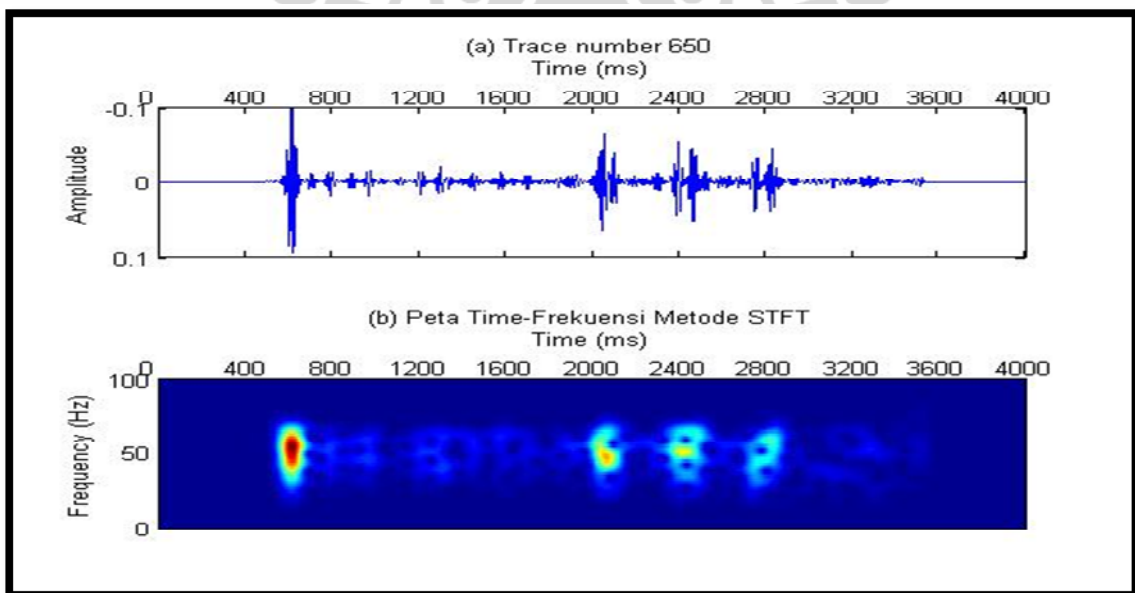 (a) Trace number 650
Time (ms)
0 400 800 1200 1600 2000 2400 2800 3200 3600 4000
-0.1
Amplitude
0
0.1
(b) Peta Time-Frekuensi Metode STFT
Time (ms)
0 400 800 1200 1600 2000 2400 2800 3200 3600 4000
100
Frequency (Hz)
50
0